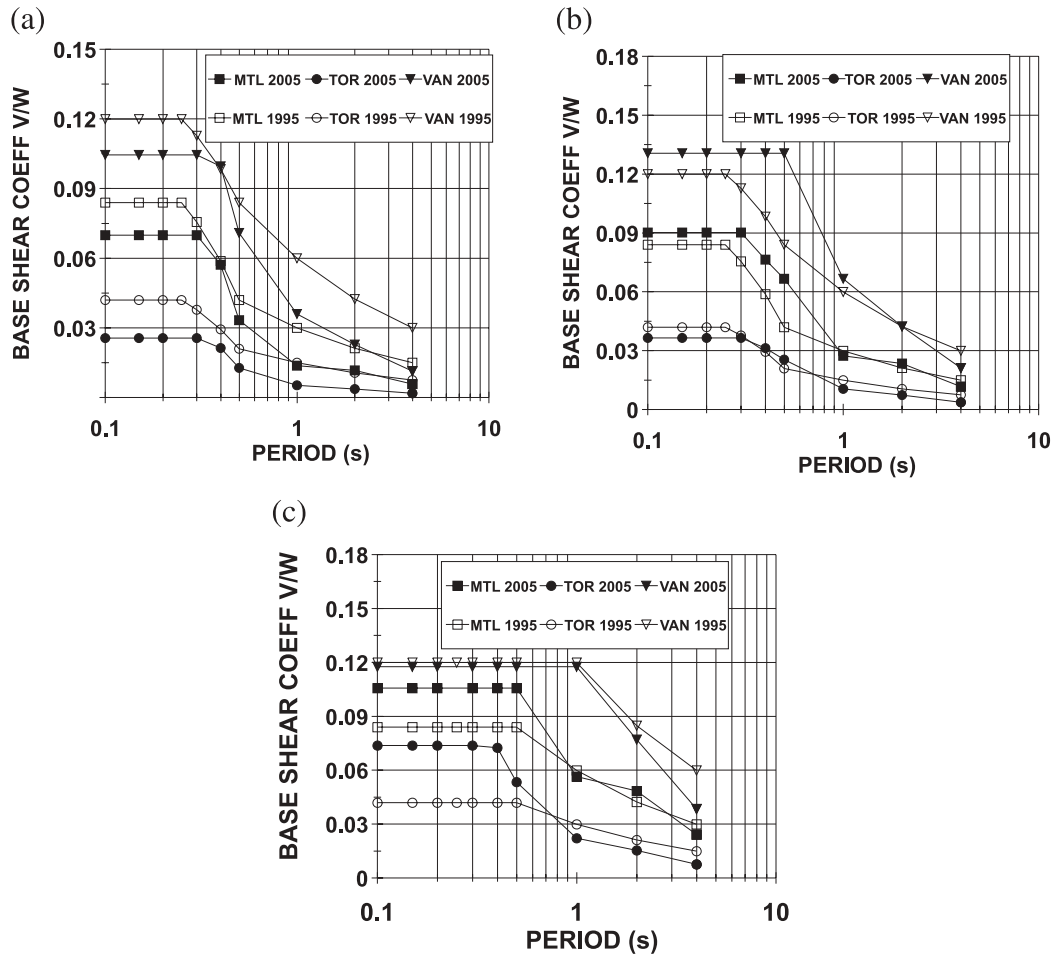 (a)
BASE SHEAR COEFF V/W
0.15
0.12
0.09
0.06
0.03
MTL 2005 TOR 2005 VAN 2005
MTL 1995 TOR 1995 VAN 1995
0.1 1 10
PERIOD (s)
(b)
BASE SHEAR COEFF V/W
0.18
0.15
0.12
0.09
0.06
0.03
0
MTL 2005 TOR 2005 VAN 2005
MTL 1995 TOR 1995 VAN 1995
0.1 1 10
PERIOD (s)
(c)
BASE SHEAR COEFF V/W
0.18
0.15
0.12
0.09
0.06
0.03
0
MTL 2005 TOR 2005 VAN 2005
MTL 1995 TOR 1995 VAN 1995
0.1 1 10
PERIOD (s)